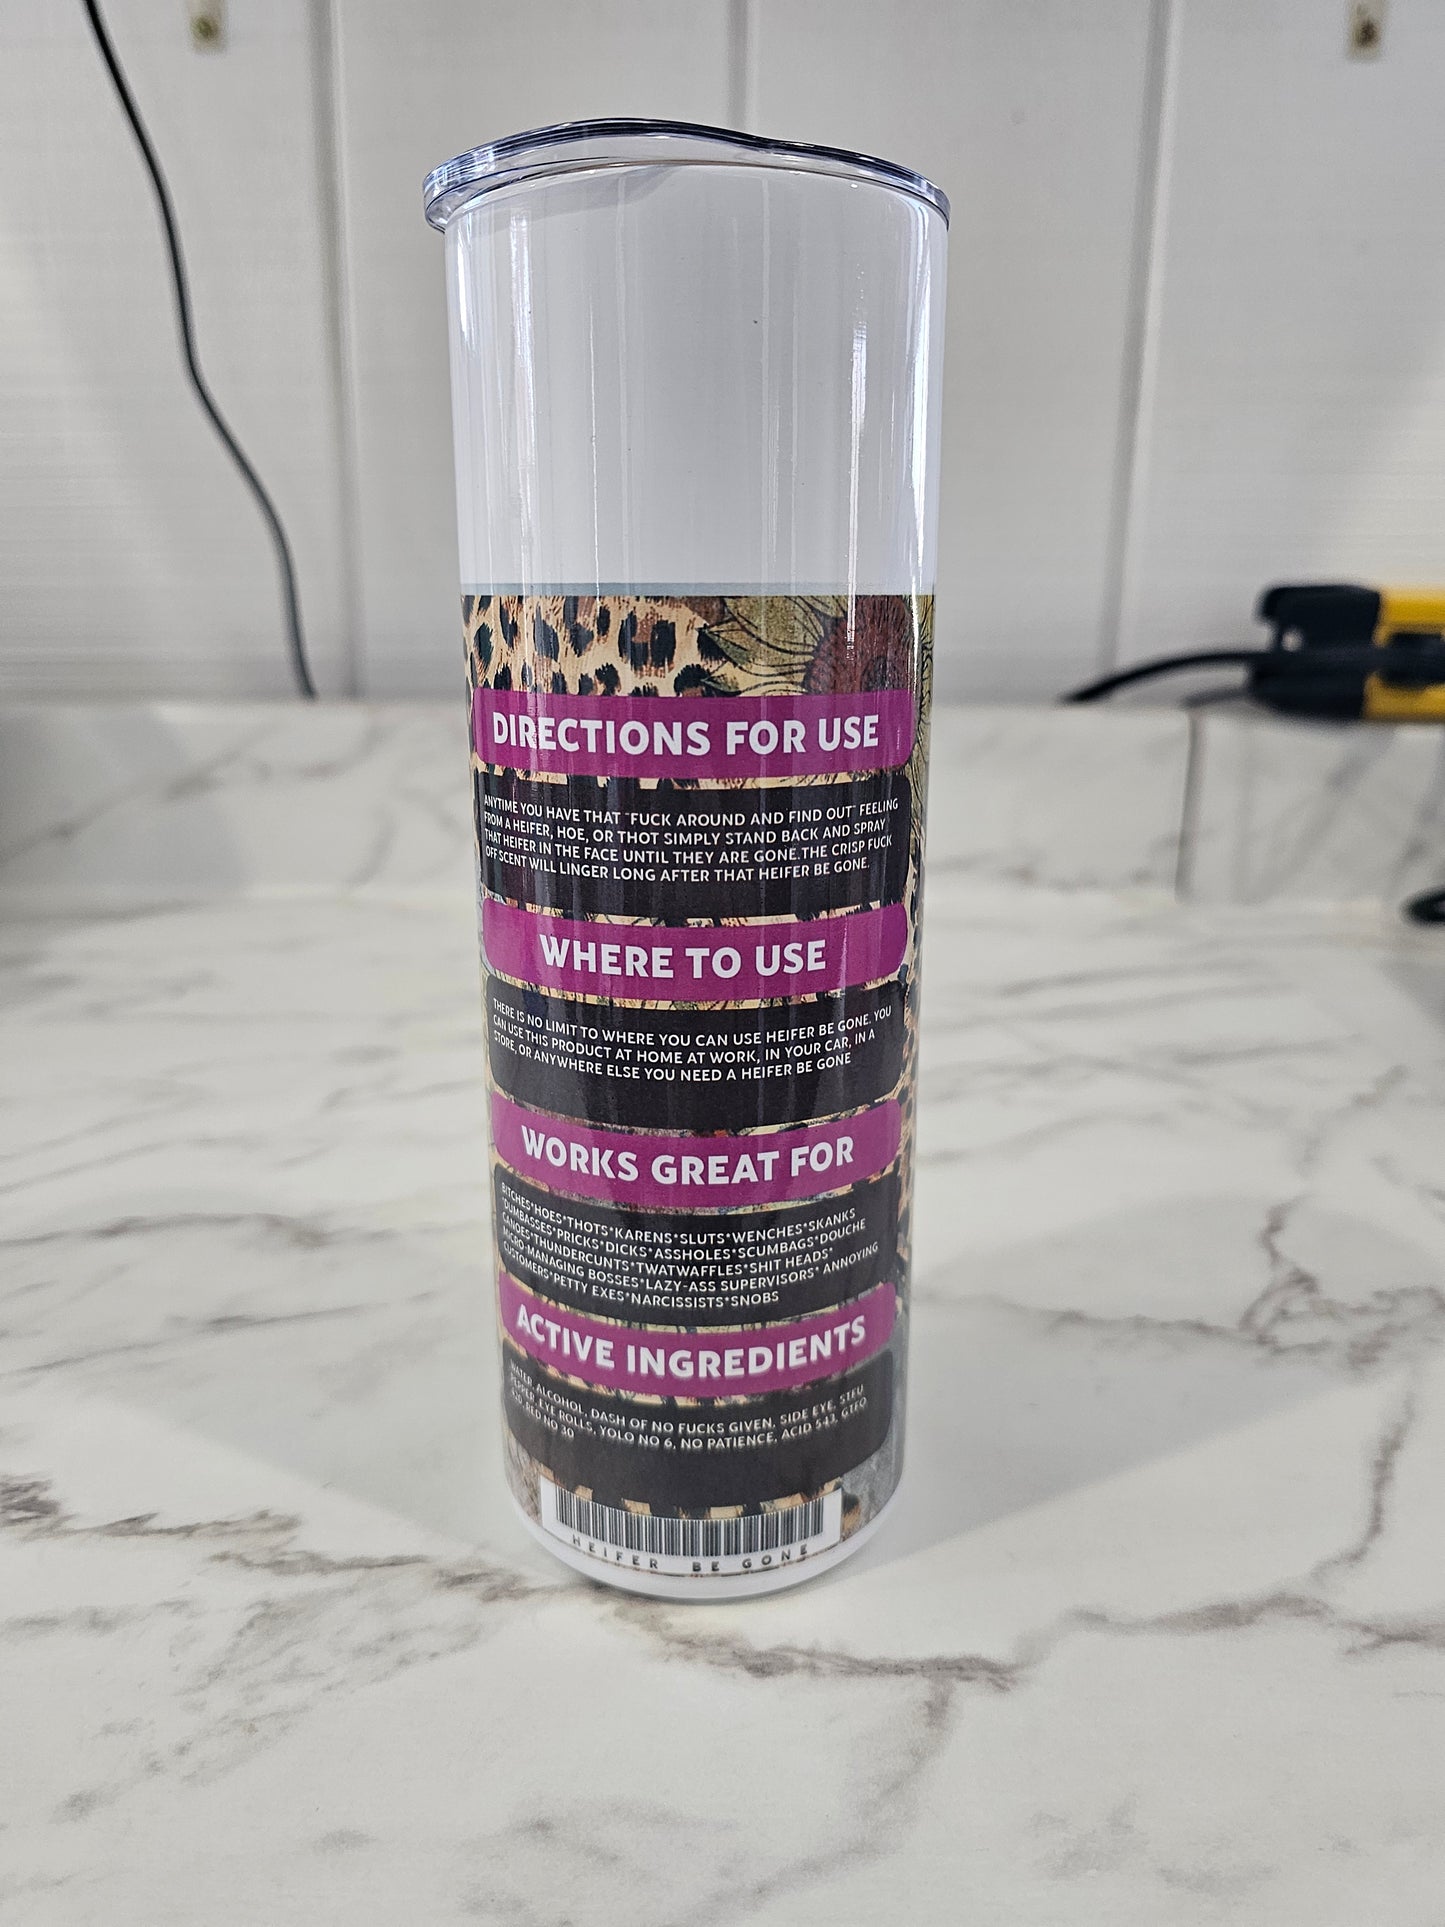 DIRECTIONS FOR USE
ANYTIME YOU HAVE THAT "FUCK AROUND AND FIND OUT" FEELING
FROM A HEIFER, HOE, OR THOT SIMPLY STAND BACK AND SPRAY
THAT HEIFER IN THE FACE UNTIL THEY ARE GONE.THE CRISP FUCK
OFF SCENT WILL LINGER LONG AFTER THAT HEIFER BE GONE.
WHERE TO USE
THERE IS NO LIMIT TO WHERE YOU CAN USE HEIFER BE GONE. YOU
CAN USE THIS PRODUCT AT HOME AT WORK, IN YOUR CAR, IN A
STORE, OR ANYWHERE ELSE YOU NEED A HEIFER BE GONE
WORKS GREAT FOR
BITCHES*HOES*THOTS*KARENS*SLUTS*WENCHES*SKANKS
*DUMBASSES*PRICKS*DICKS*ASSHOLES*SCUMBAGS*DOUCHE
CANOES*THUNDERCUNTS*TWATWAFFLES*SHIT HEADS*
MICRO-MANAGING BOSSES*LAZY-ASS SUPERVISORS* ANNOYING
CUSTOMERS*PETTY EXES*NARCISSISTS*SNOBS
ACTIVE INGREDIENTS
WATER, ALCOHOL, DASH OF NO FUCKS GIVEN, SIDE EYE, STFU
PEPPER, EYE ROLLS, YOLO NO 6, NO PATIENCE, ACID 543, GTFO
420, RED NO 30
HEIFER BE GONE